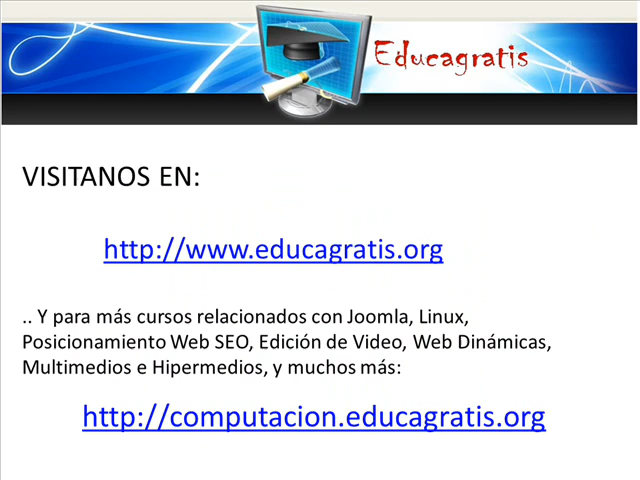 Educagratis
VISITANOS EN:
http://www.educagratis.org
.. Y para más cursos relacionados con Joomla, Linux,
Posicionamiento Web SEO, Edición de Video, Web Dinámicas,
Multimedios e Hipermedios, y muchos más:
http://computacion.educagratis.org